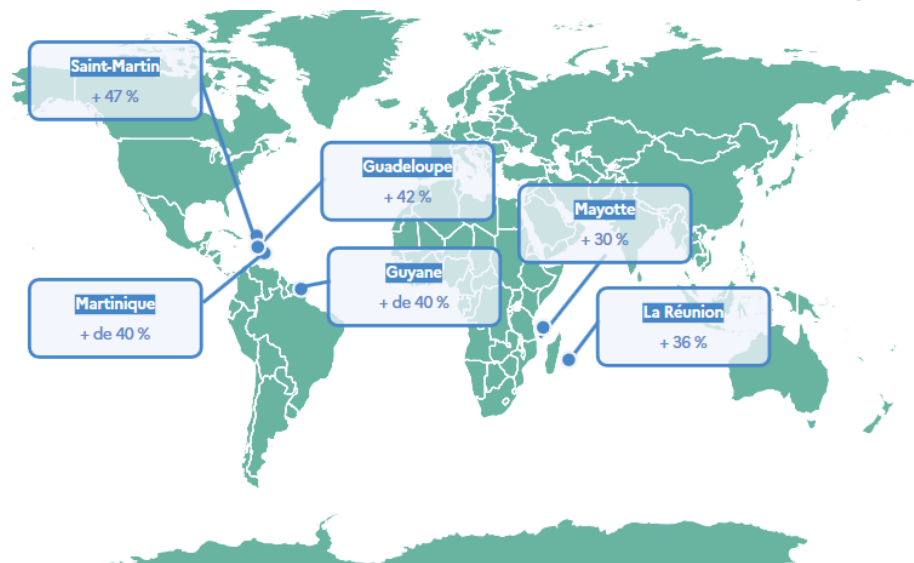 Saint-Martin
+ 47 %
Guadeloupe
+ 42 %
Mayotte
+ 30 %
Guyane
+ de 40 %
Martinique
+ de 40 %
La Réunion
+ 36 %